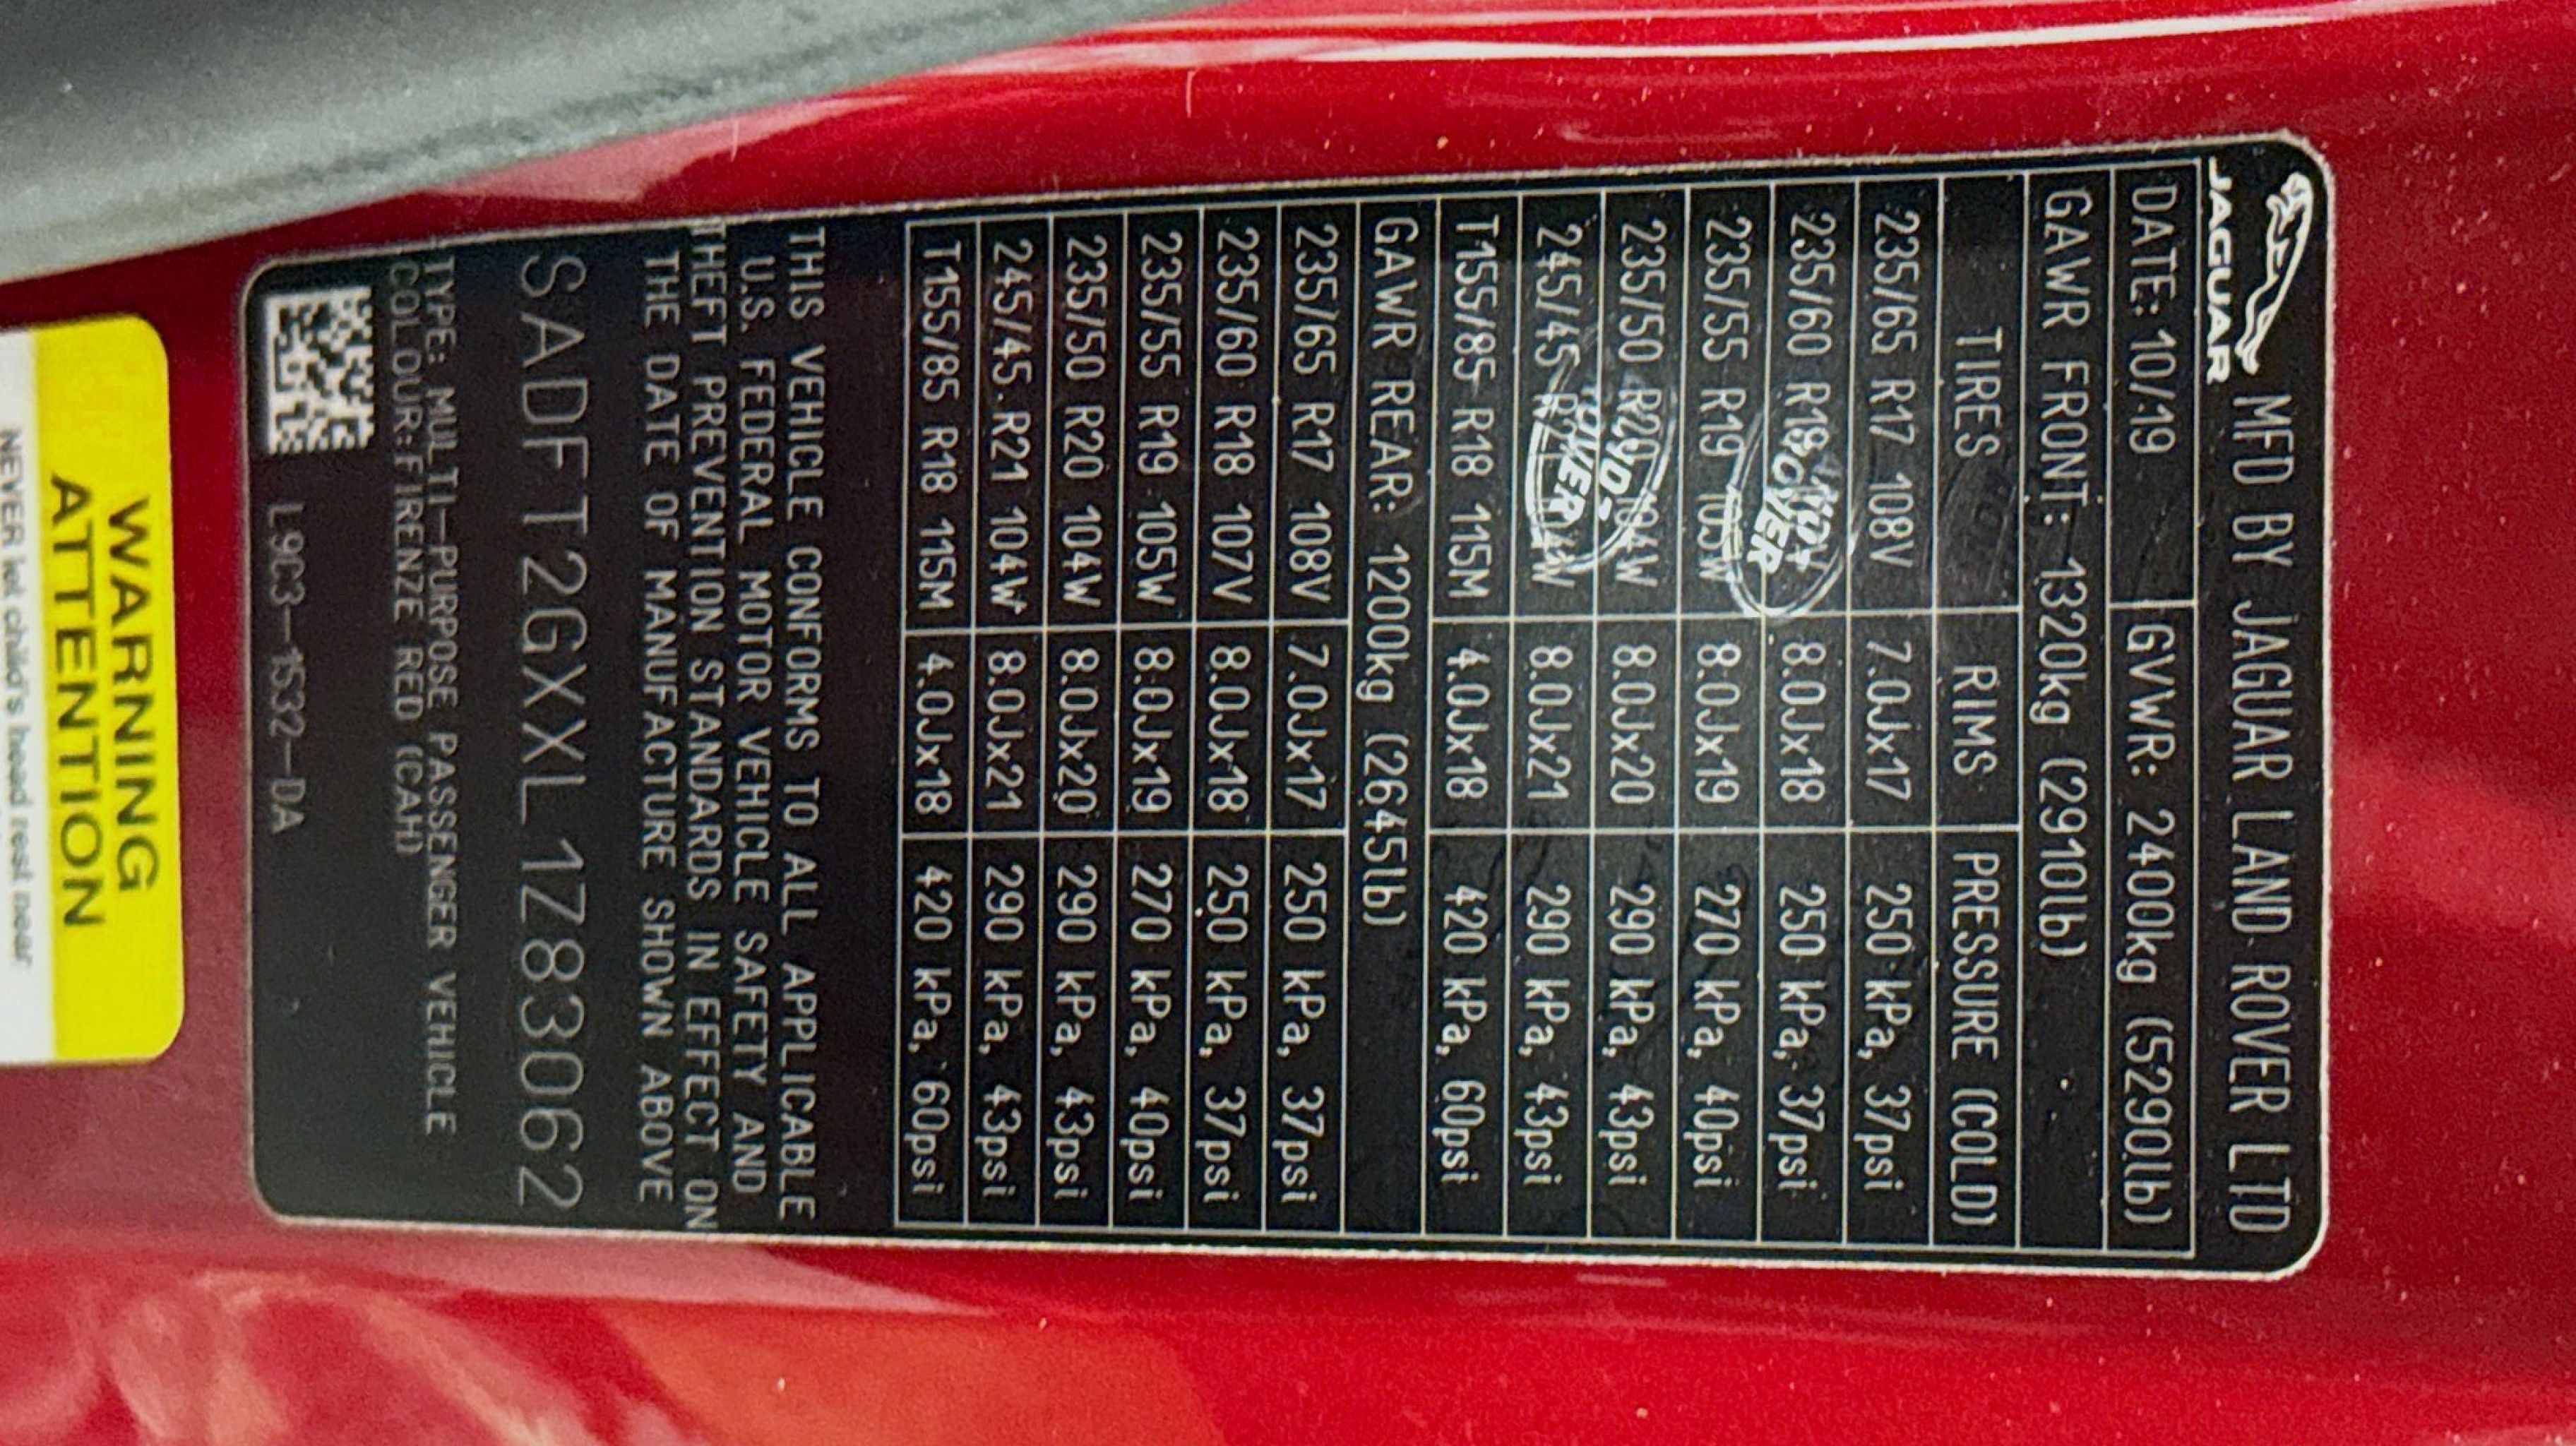 JAGUAR MFD BY JAGUAR LAND ROVER LTD
DATE: 10/19 GVWR: 2400kg (5290lb)
GAWR FRONT: 1320kg (2910lb)
TIRES RIMS PRESSURE (COLD)
235/65 R17 108V 7.0Jx17 250 kPa, 37psi
235/60 R18 8.0Jx18 250 kPa, 37psi
235/55 R19 105W 8.0Jx19 270 kPa, 40psi
235/50 R20 104W 8.0Jx20 290 kPa, 43psi
245/45 R21 104W 8.0Jx21 290 kPa, 43psi
T155/85 R18 115M 4.0Jx18 420 kPa, 60psi
GAWR REAR: 1200kg (2645lb)
235/65 R17 108V 7.0Jx17 250 kPa, 37psi
235/60 R18 107V 8.0Jx18 250 kPa, 37psi
235/55 R19 105W 8.0Jx19 270 kPa, 40psi
235/50 R20 104W 8.0Jx20 290 kPa, 43psi
245/45 R21 104W 8.0Jx21 290 kPa, 43psi
T155/85 R18 115M 4.0Jx18 420 kPa, 60psi
THIS VEHICLE CONFORMS TO ALL APPLICABLE
U.S. FEDERAL MOTOR VEHICLE SAFETY AND
THEFT PREVENTION STANDARDS IN EFFECT ON
THE DATE OF MANUFACTURE SHOWN ABOVE
SADFT2GXXL1Z83062
TYPE: MULTI-PURPOSE PASSENGER VEHICLE
COLOUR:FIRENZE RED (CAH)
L9C3-1532-DA
WARNING
ATTENTION
NEVER let child's head rest near